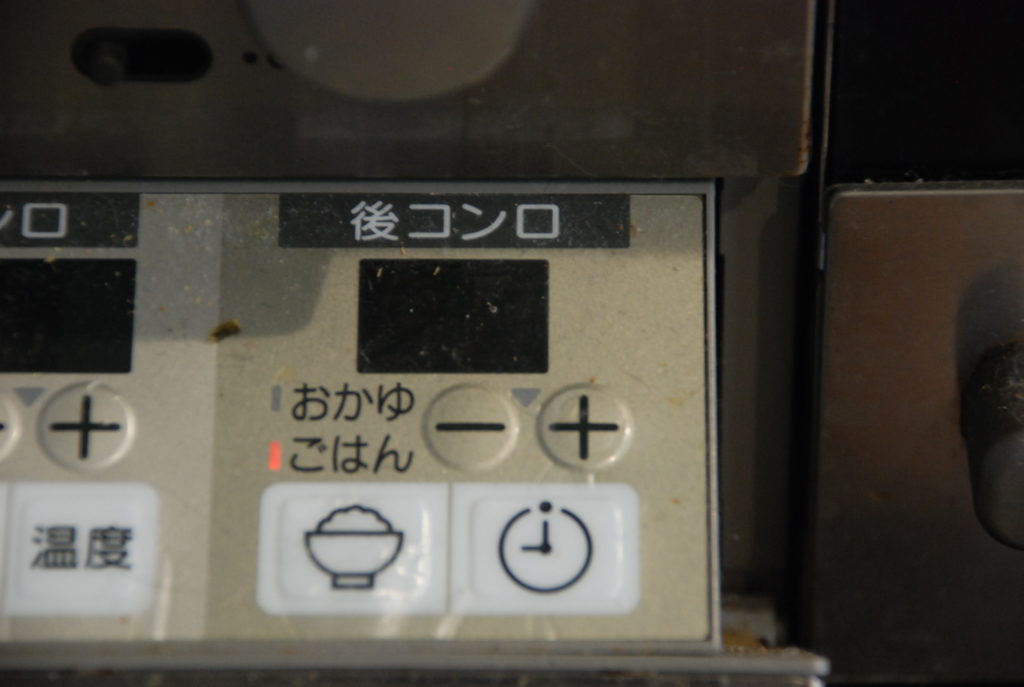 ンロ
後コンロ
おかゆ
ごはん
温度